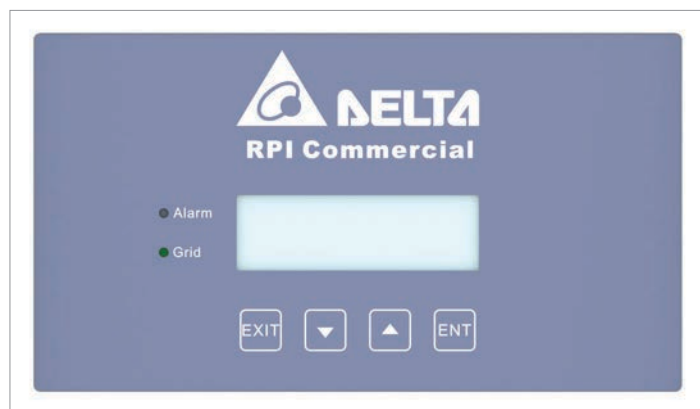 DELTA
RPI Commercial
Alarm
Grid
EXIT
ENT